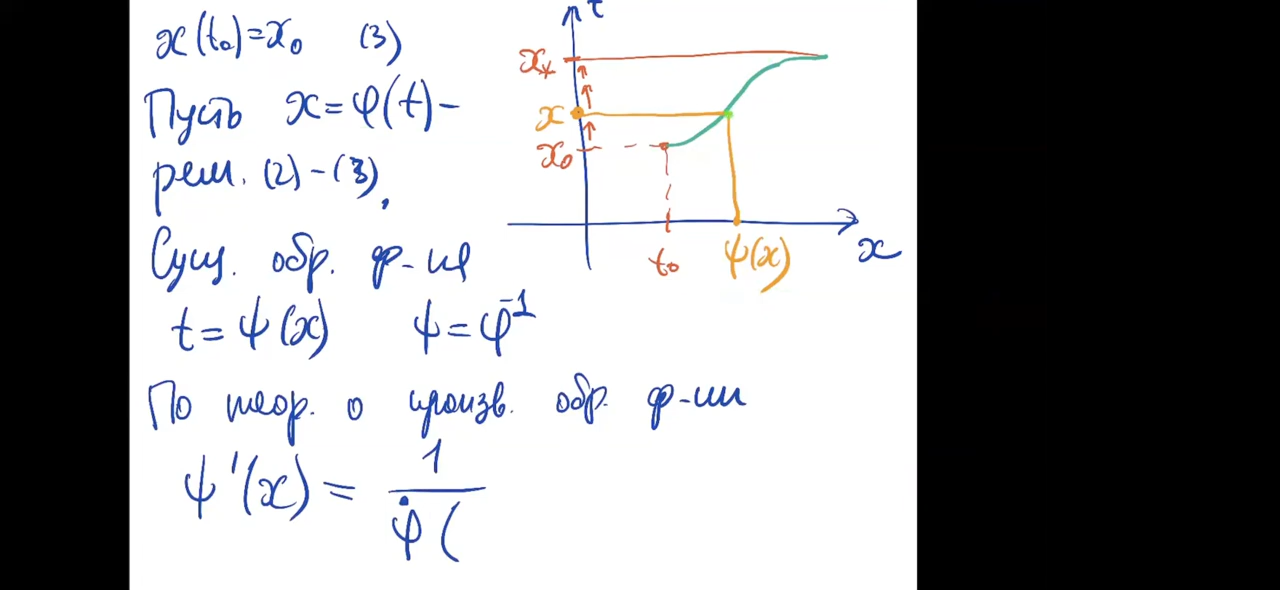 x(t₀)=x₀ (3)
Пусть x=φ(t) –
реш. (2) – (3).
Сущ. обр. ф-ия
t = ψ(x) ψ = φ⁻¹
По теор. о произв. обр. ф-ии
ψ'(x) = 1
φ̇ (
t
x*
x
x₀
t₀ ψ(x) x